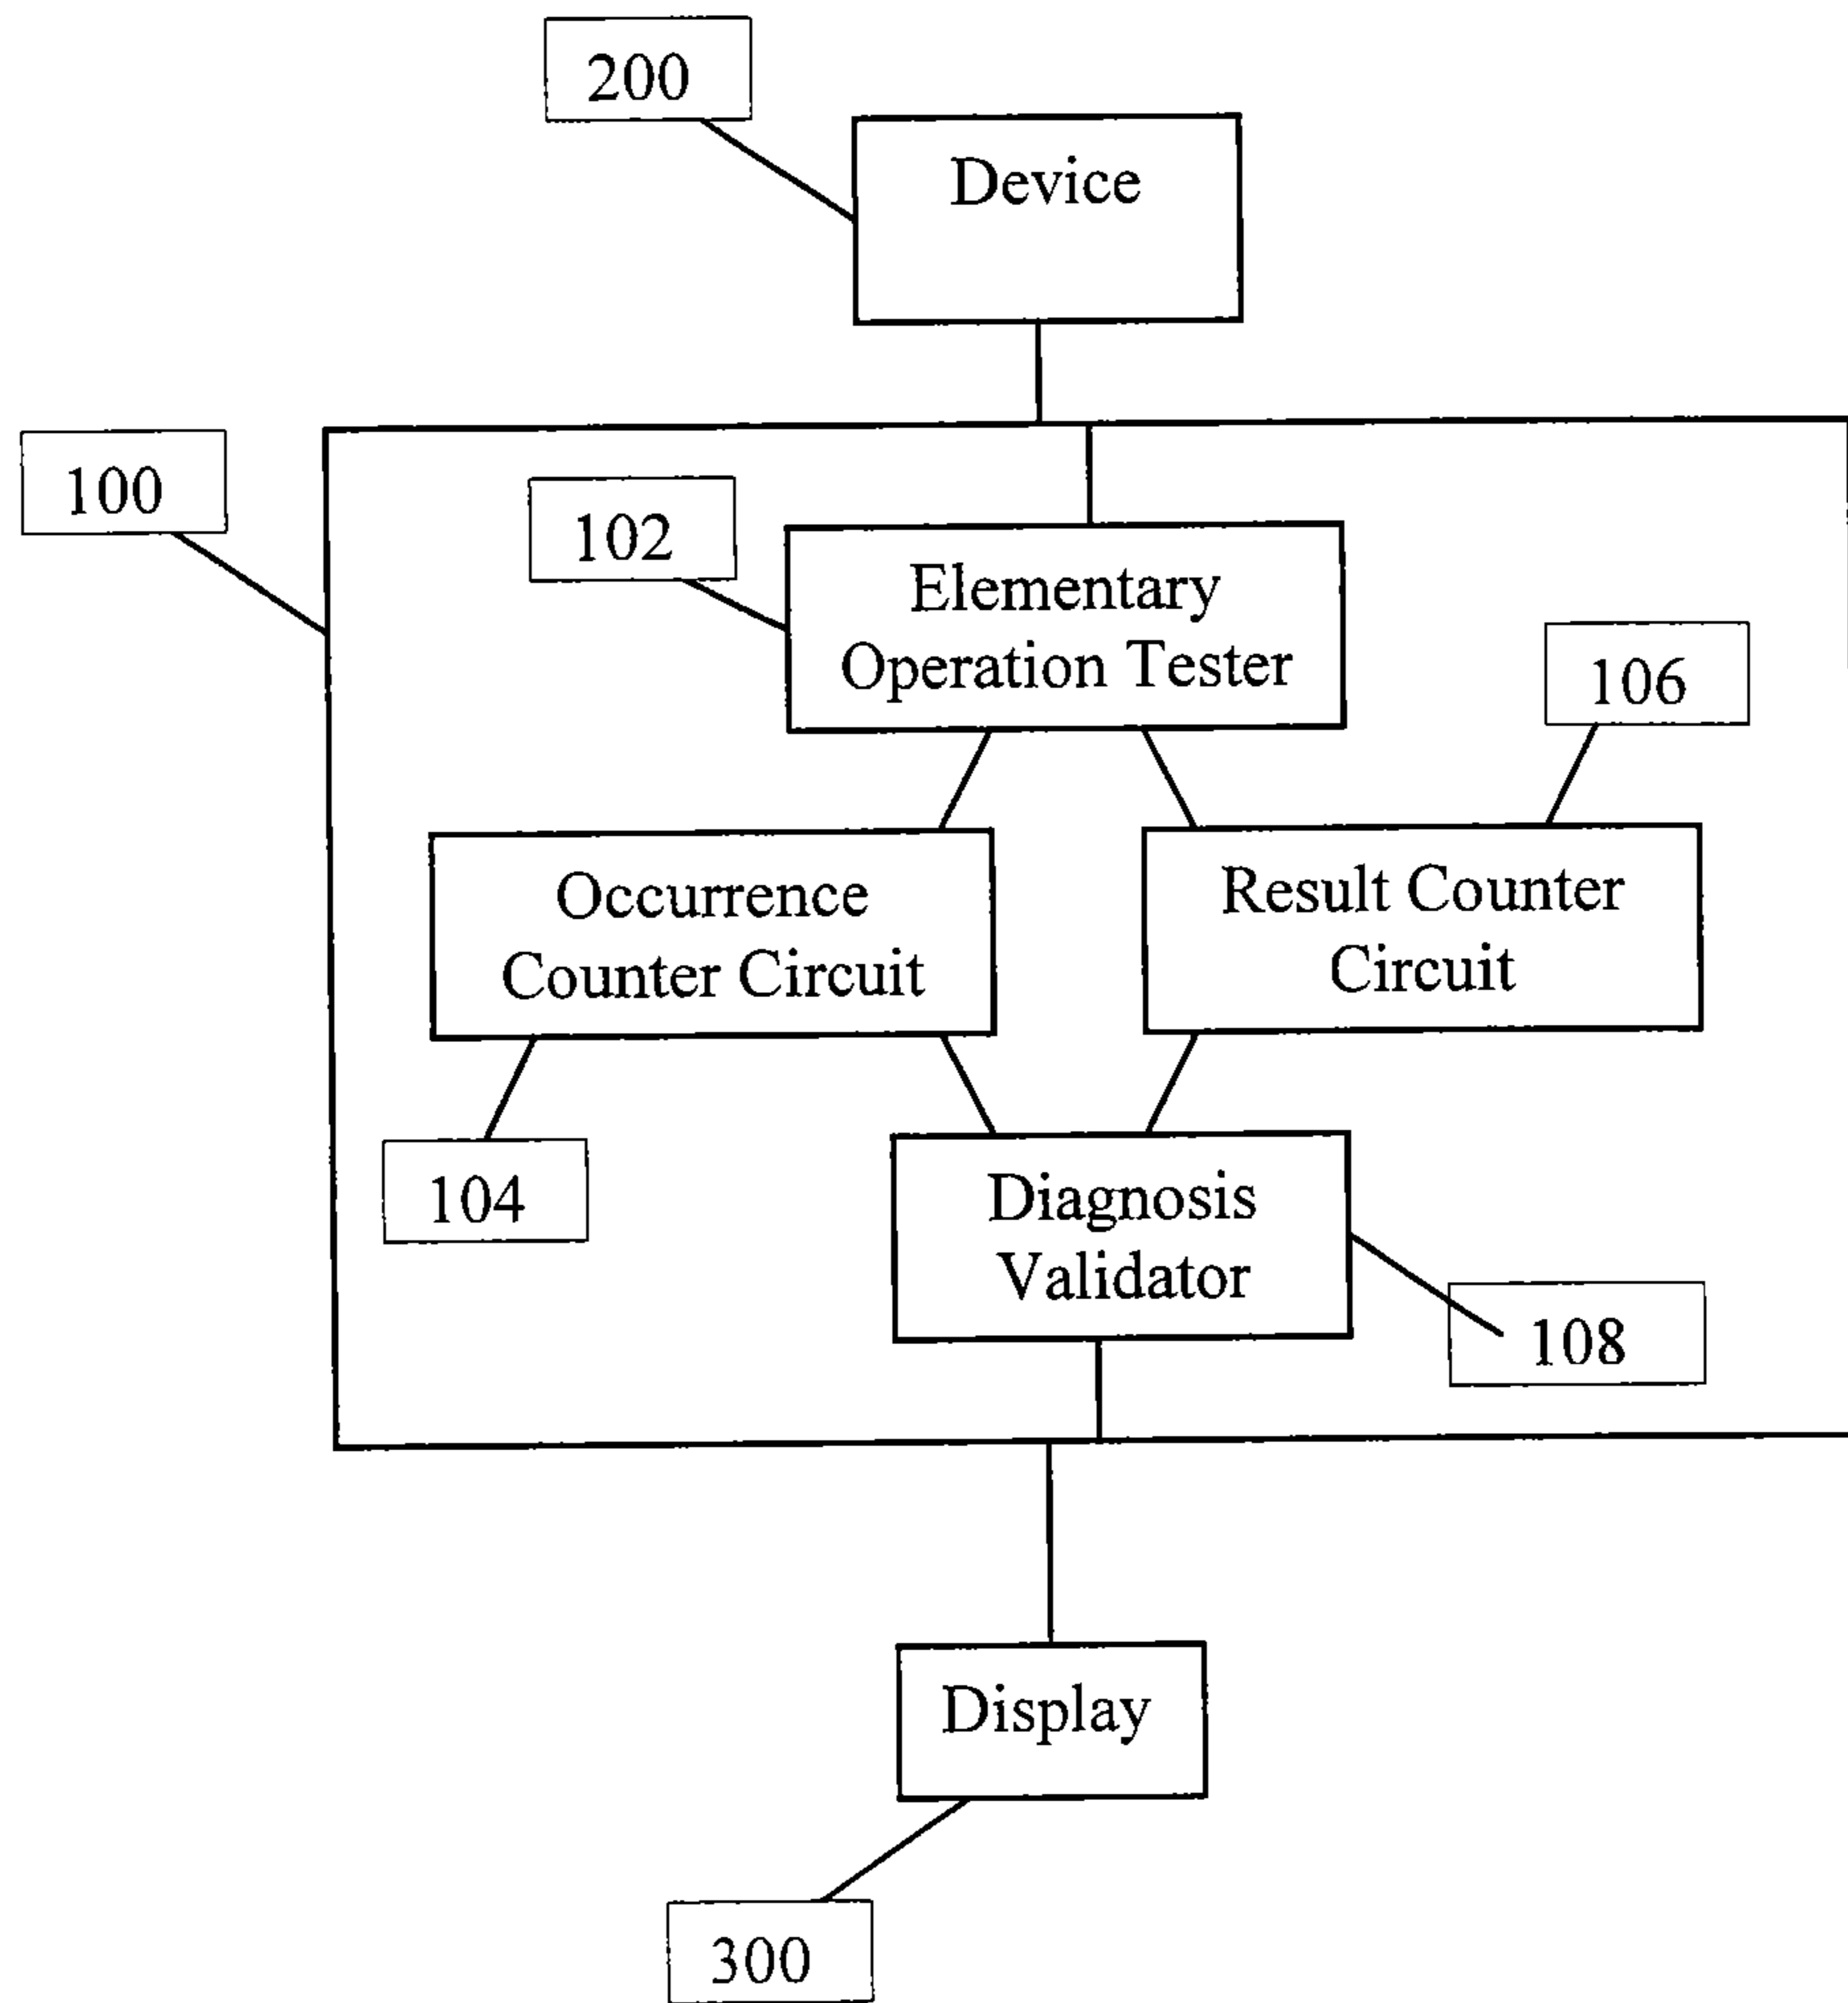 200
Device
100
102
Elementary
Operation Tester
106
Occurrence
Counter Circuit
Result Counter
Circuit
104
Diagnosis
Validator
108
Display
300